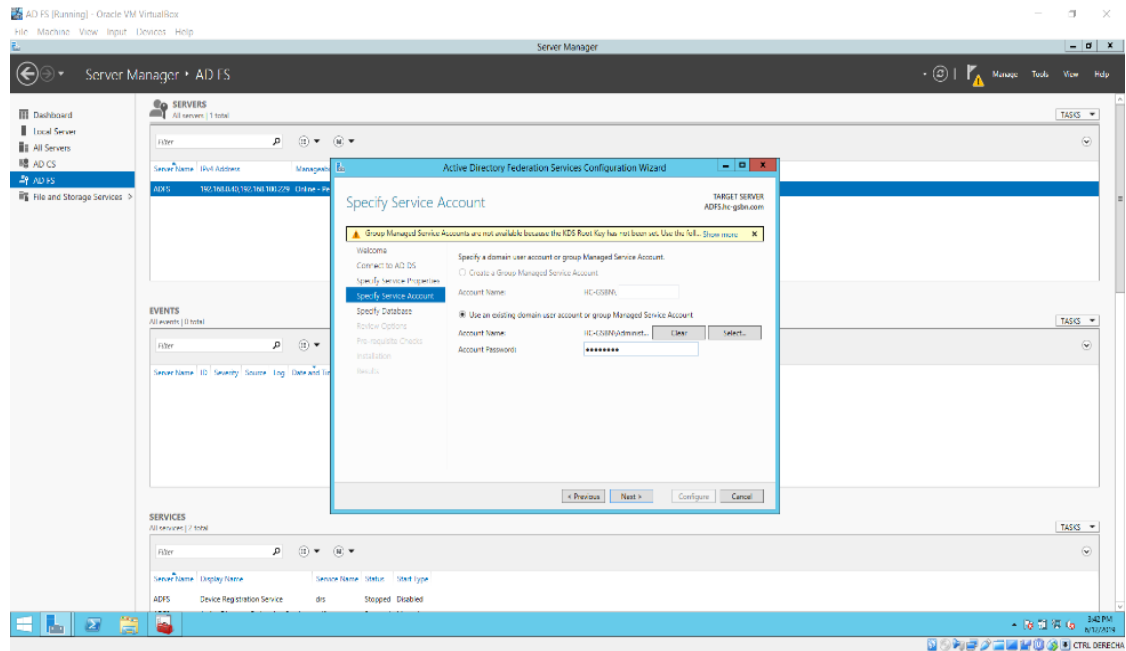 AD FS [Running] - Oracle VM VirtualBox
File Machine View Input Devices Help
Server Manager
Server Manager • AD FS
Manage Tools View Help
Dashboard
Local Server
All Servers
AD CS
AD FS
File and Storage Services
SERVERS
All servers | 1 total
TASKS
Filter
Server Name IPv4 Address Manageabi
ADFS 192.168.0.40,192.168.100.229 Online - Pe
Active Directory Federation Services Configuration Wizard
Specify Service Account
TARGET SERVER
ADFS.hc-gsbn.com
Group Managed Service Accounts are not available because the KDS Root Key has not been set. Use the foll... Show more
Welcome
Connect to AD DS
Specify Service Properties
Specify Service Account
Specify Database
Review Options
Pre-requisite Checks
Installation
Results
Specify a domain user account or group Managed Service Account.
Create a Group Managed Service Account
Account Name: HC-GSBN\
Use an existing domain user account or group Managed Service Account
Account Name: HC-GSBN\Administ... Clear Select...
Account Password: ••••••••
< Previous Next > Configure Cancel
EVENTS
All events | 0 total
TASKS
Filter
Server Name ID Severity Source Log Date and Tim
SERVICES
All services | 2 total
TASKS
Filter
Server Name Display Name Service Name Status Start Type
ADFS Device Registration Service drs Stopped Disabled
3:42 PM
6/12/2019
CTRL DERECHA